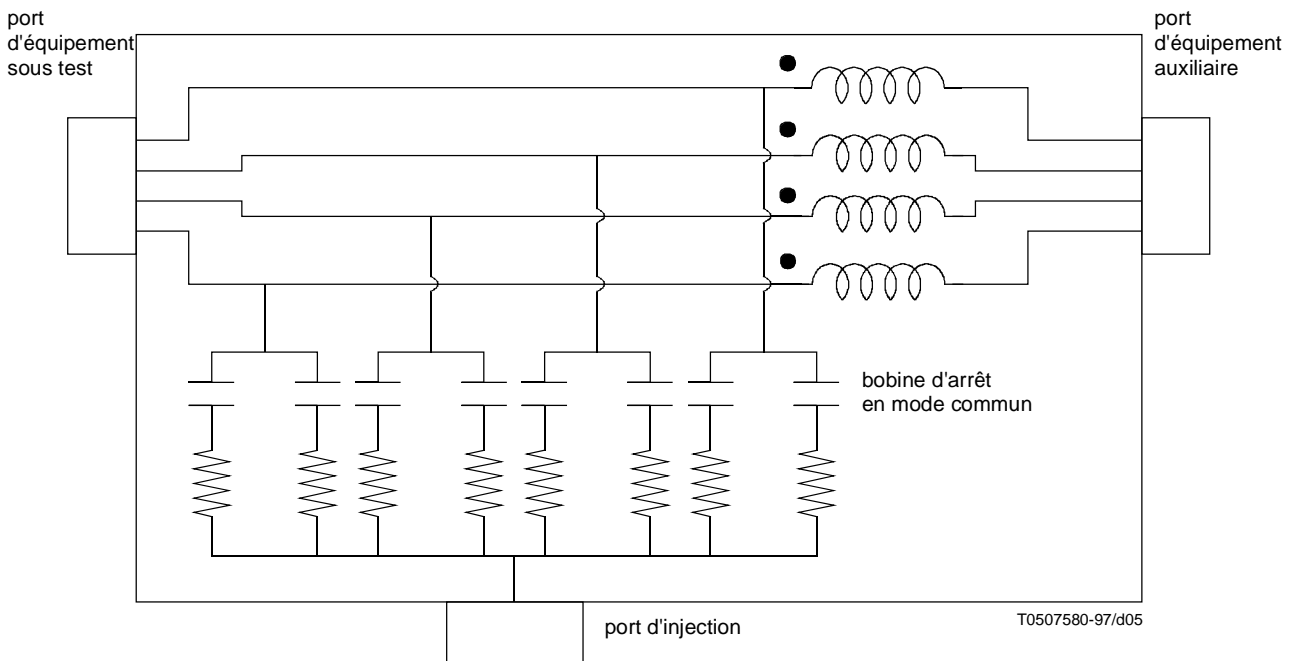 port
d'équipement
sous test
port
d'équipement
auxiliaire
bobine d'arrêt
en mode commun
port d'injection
T0507580-97/d05